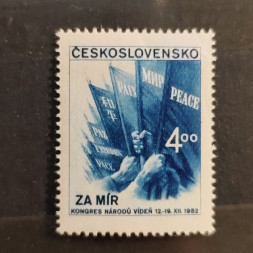 ČESKOSLOVENSKO
PAIX
МИР
PEACE
4 00
ZA MÍR
KONGRES NÁRODŮ VÍDEŇ 12.-19. XII. 1952